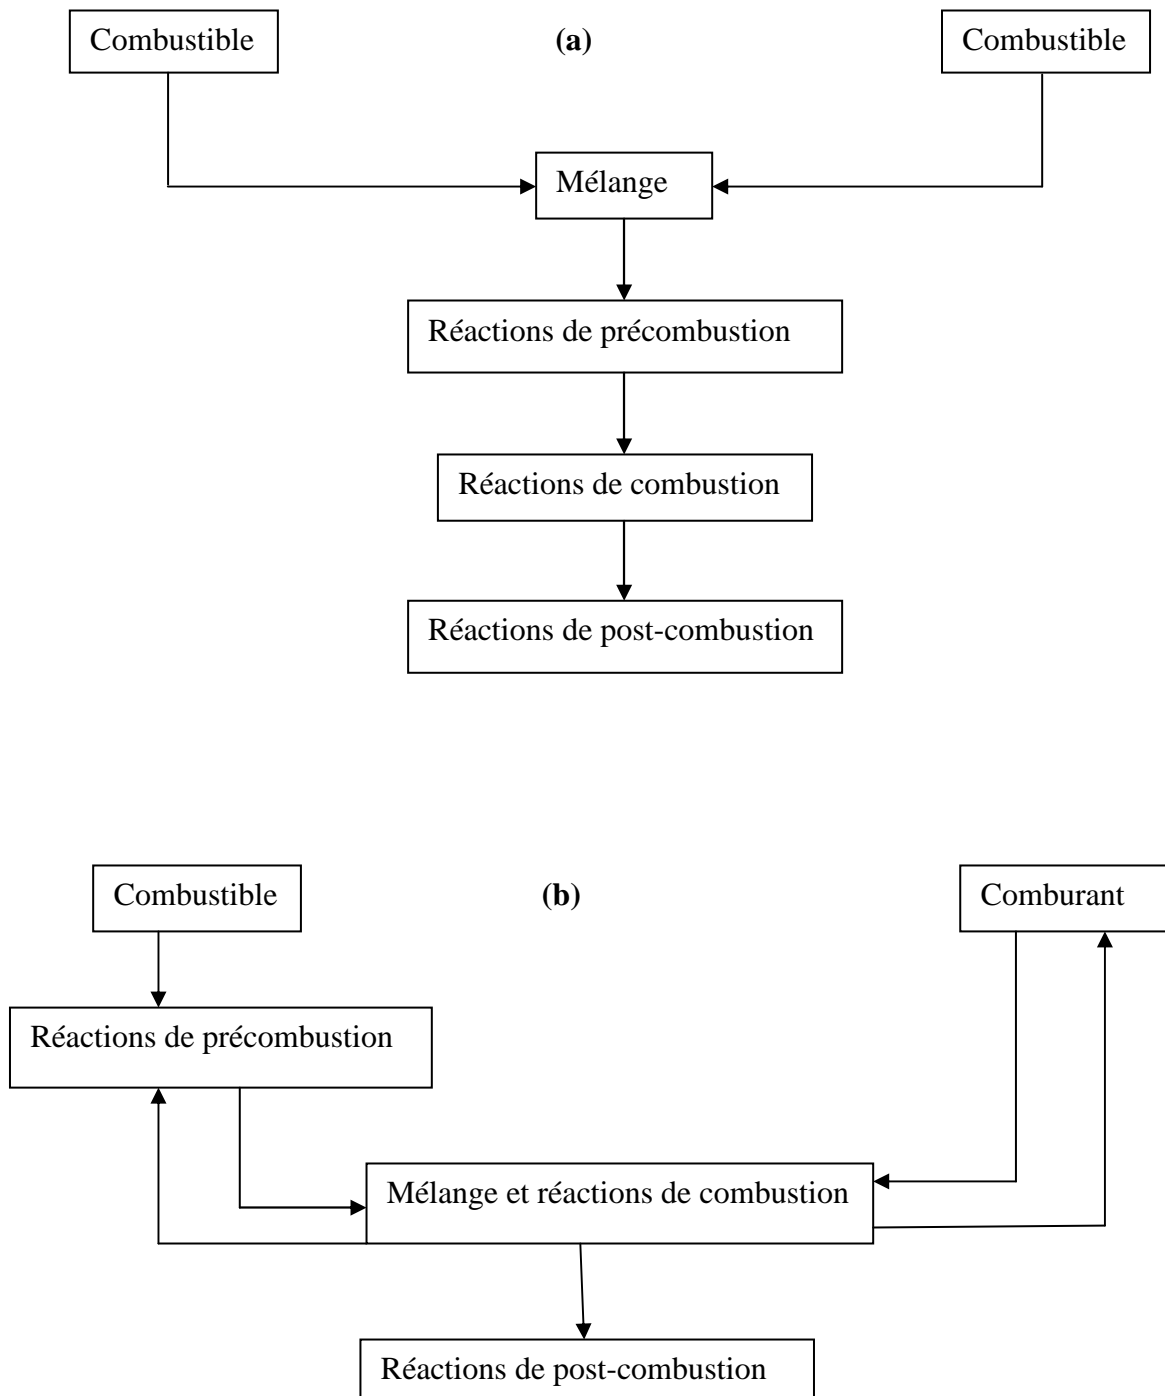 Combustible
(a)
Combustible
Mélange
Réactions de précombustion
Réactions de combustion
Réactions de post-combustion
Combustible
(b)
Comburant
Réactions de précombustion
Mélange et réactions de combustion
Réactions de post-combustion